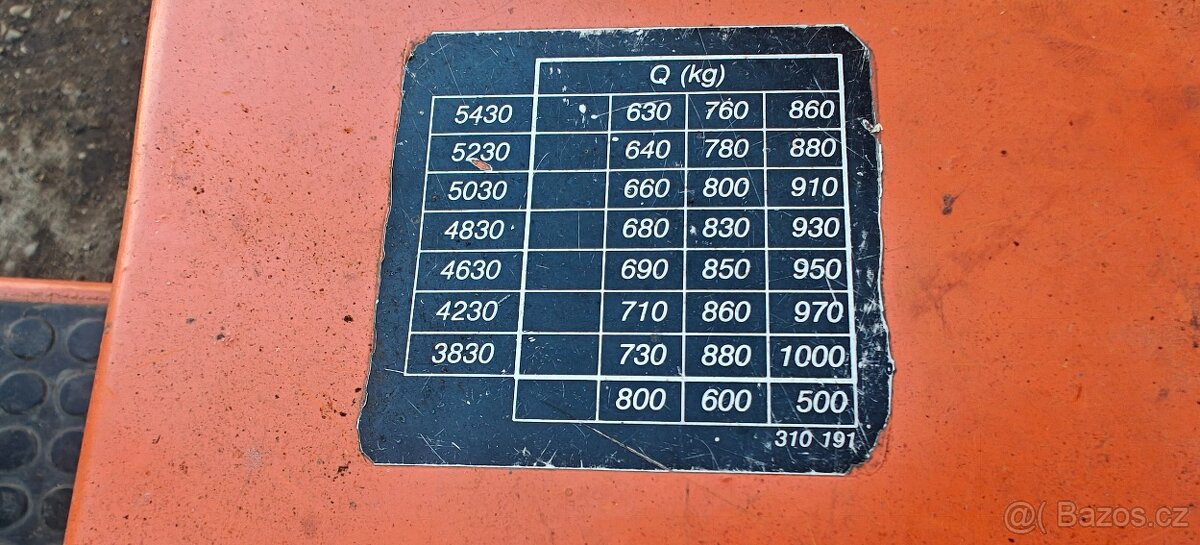 Q (kg)
5430 630 760 860
5230 640 780 880
5030 660 800 910
4830 680 830 930
4630 690 850 950
4230 710 860 970
3830 730 880 1000
800 600 500
310 191
@( Bazos.cz